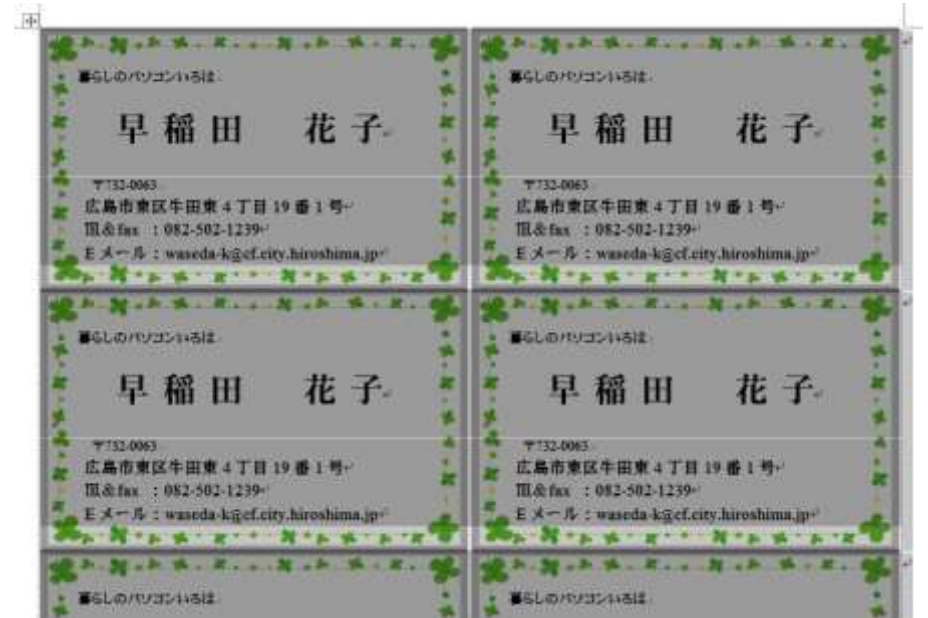 暮らしのパソコンいろは
早稲田 花子
〒732-0063
広島市東区牛田東4丁目19番1号
℡&fax :082-502-1239
Eメール:waseda-k@cf.city.hiroshima.jp
暮らしのパソコンいろは
早稲田 花子
〒732-0063
広島市東区牛田東4丁目19番1号
℡&fax :082-502-1239
Eメール:waseda-k@cf.city.hiroshima.jp
暮らしのパソコンいろは
早稲田 花子
〒732-0063
広島市東区牛田東4丁目19番1号
℡&fax :082-502-1239
Eメール:waseda-k@cf.city.hiroshima.jp
暮らしのパソコンいろは
早稲田 花子
〒732-0063
広島市東区牛田東4丁目19番1号
℡&fax :082-502-1239
Eメール:waseda-k@cf.city.hiroshima.jp
暮らしのパソコンいろは
暮らしのパソコンいろは